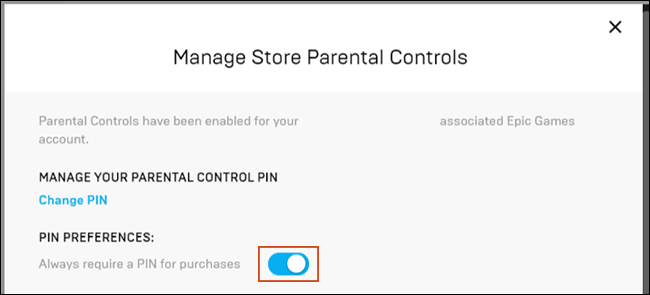 Manage Store Parental Controls
Parental Controls have been enabled for your associated Epic Games
account.
MANAGE YOUR PARENTAL CONTROL PIN
Change PIN
PIN PREFERENCES:
Always require a PIN for purchases